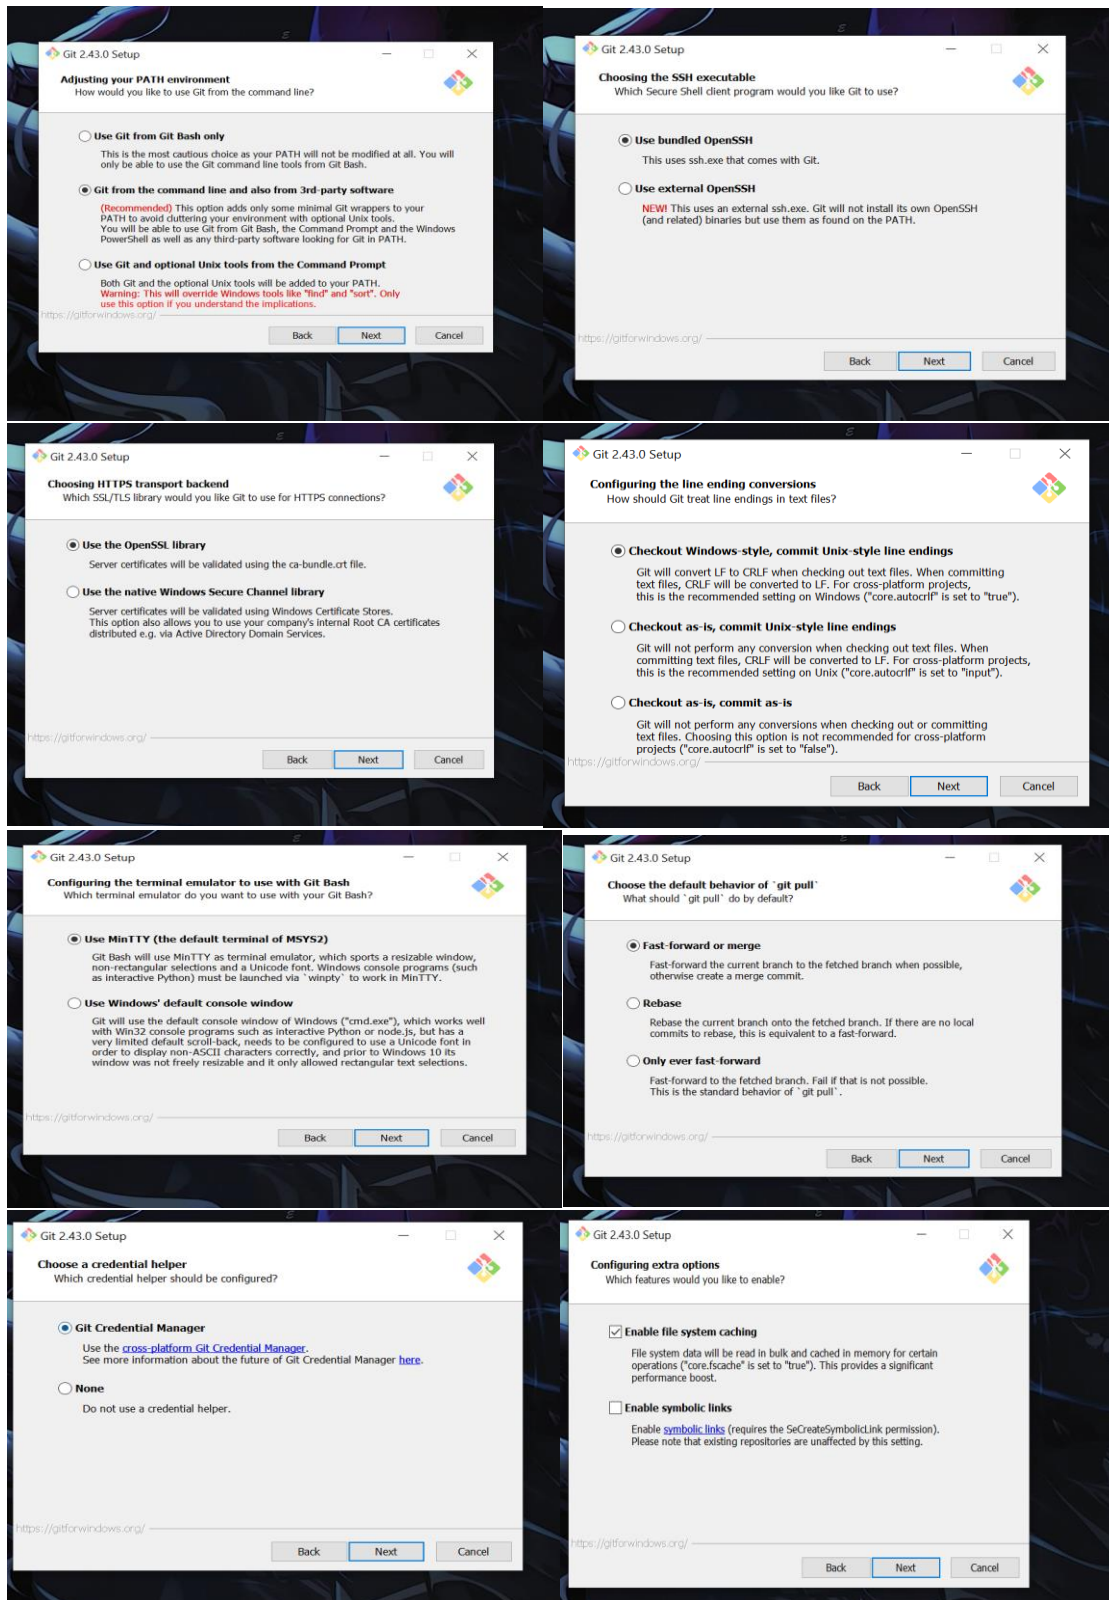 Git 2.43.0 Setup
Adjusting your PATH environment
How would you like to use Git from the command line?
Use Git from Git Bash only
This is the most cautious choice as your PATH will not be modified at all. You will
only be able to use the Git command line tools from Git Bash.
Git from the command line and also from 3rd-party software
(Recommended) This option adds only some minimal Git wrappers to your
PATH to avoid cluttering your environment with optional Unix tools.
You will be able to use Git from Git Bash, the Command Prompt and the Windows
PowerShell as well as any third-party software looking for Git in PATH.
Use Git and optional Unix tools from the Command Prompt
Both Git and the optional Unix tools will be added to your PATH.
Warning: This will override Windows tools like "find" and "sort". Only
use this option if you understand the implications.
https://gitforwindows.org/
Back Next Cancel
Git 2.43.0 Setup
Choosing the SSH executable
Which Secure Shell client program would you like Git to use?
Use bundled OpenSSH
This uses ssh.exe that comes with Git.
Use external OpenSSH
NEW! This uses an external ssh.exe. Git will not install its own OpenSSH
(and related) binaries but use them as found on the PATH.
https://gitforwindows.org/
Back Next Cancel
Git 2.43.0 Setup
Choosing HTTPS transport backend
Which SSL/TLS library would you like Git to use for HTTPS connections?
Use the OpenSSL library
Server certificates will be validated using the ca-bundle.crt file.
Use the native Windows Secure Channel library
Server certificates will be validated using Windows Certificate Stores.
This option also allows you to use your company's internal Root CA certificates
distributed e.g. via Active Directory Domain Services.
https://gitforwindows.org/
Back Next Cancel
Git 2.43.0 Setup
Configuring the line ending conversions
How should Git treat line endings in text files?
Checkout Windows-style, commit Unix-style line endings
Git will convert LF to CRLF when checking out text files. When committing
text files, CRLF will be converted to LF. For cross-platform projects,
this is the recommended setting on Windows ("core.autocrlf" is set to "true").
Checkout as-is, commit Unix-style line endings
Git will not perform any conversion when checking out text files. When
committing text files, CRLF will be converted to LF. For cross-platform projects,
this is the recommended setting on Unix ("core.autocrlf" is set to "input").
Checkout as-is, commit as-is
Git will not perform any conversions when checking out or committing
text files. Choosing this option is not recommended for cross-platform
projects ("core.autocrlf" is set to "false").
https://gitforwindows.org/
Back Next Cancel
Git 2.43.0 Setup
Configuring the terminal emulator to use with Git Bash
Which terminal emulator do you want to use with your Git Bash?
Use MinTTY (the default terminal of MSYS2)
Git Bash will use MinTTY as terminal emulator, which sports a resizable window,
non-rectangular selections and a Unicode font. Windows console programs (such
as interactive Python) must be launched via `winpty` to work in MinTTY.
Use Windows' default console window
Git will use the default console window of Windows ("cmd.exe"), which works well
with Win32 console programs such as interactive Python or node.js, but has a
very limited default scroll-back, needs to be configured to use a Unicode font in
order to display non-ASCII characters correctly, and prior to Windows 10 its
window was not freely resizable and it only allowed rectangular text selections.
https://gitforwindows.org/
Back Next Cancel
Git 2.43.0 Setup
Choose the default behavior of `git pull`
What should `git pull` do by default?
Fast-forward or merge
Fast-forward the current branch to the fetched branch when possible,
otherwise create a merge commit.
Rebase
Rebase the current branch onto the fetched branch. If there are no local
commits to rebase, this is equivalent to a fast-forward.
Only ever fast-forward
Fast-forward to the fetched branch. Fail if that is not possible.
This is the standard behavior of `git pull`.
https://gitforwindows.org/
Back Next Cancel
Git 2.43.0 Setup
Choose a credential helper
Which credential helper should be configured?
Git Credential Manager
Use the cross-platform Git Credential Manager.
See more information about the future of Git Credential Manager here.
None
Do not use a credential helper.
https://gitforwindows.org/
Back Next Cancel
Git 2.43.0 Setup
Configuring extra options
Which features would you like to enable?
Enable file system caching
File system data will be read in bulk and cached in memory for certain
operations ("core.fscache" is set to "true"). This provides a significant
performance boost.
Enable symbolic links
Enable symbolic links (requires the SeCreateSymbolicLink permission).
Please note that existing repositories are unaffected by this setting.
https://gitforwindows.org/
Back Next Cancel